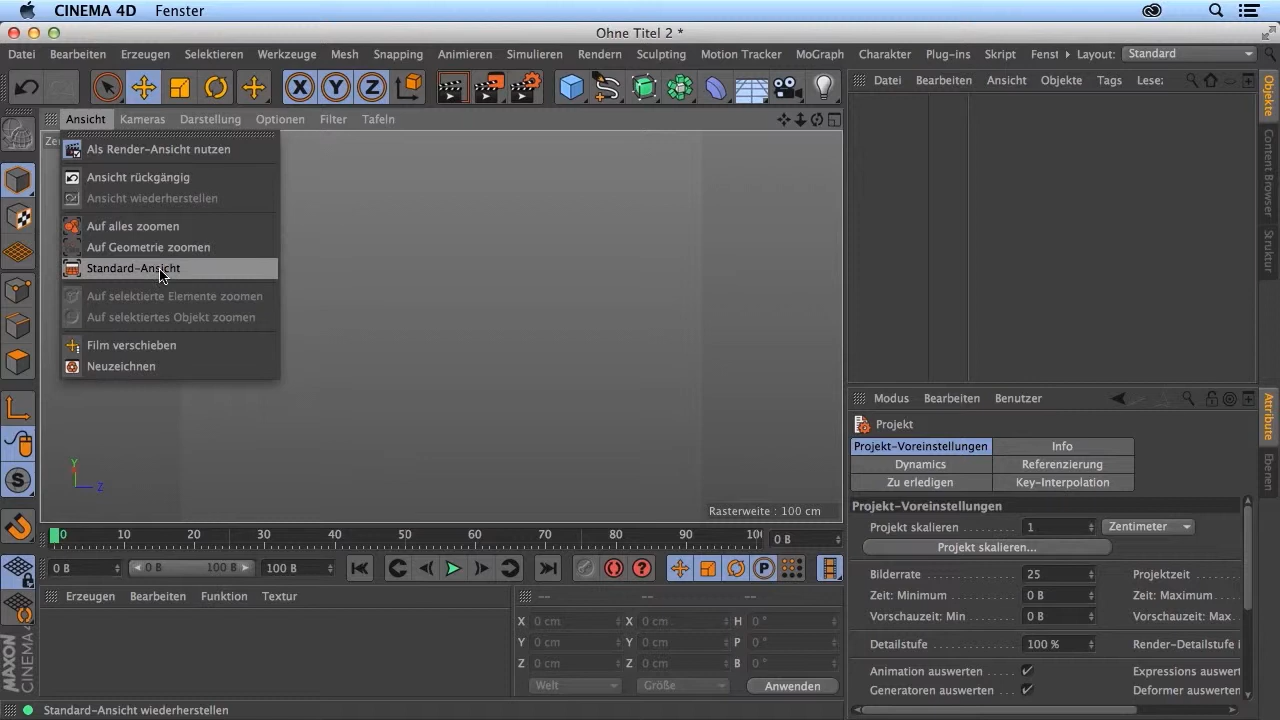 CINEMA 4D Fenster
Ohne Titel 2 *
Datei Bearbeiten Erzeugen Selektieren Werkzeuge Mesh Snapping Animieren Simulieren Rendern Sculpting Motion Tracker MoGraph Charakter Plug-ins Skript Fenst Layout: Standard
X Y Z
Datei Bearbeiten Ansicht Objekte Tags Lese:
Ansicht Kameras Darstellung Optionen Filter Tafeln
Als Render-Ansicht nutzen
Ansicht rückgängig
Ansicht wiederherstellen
Auf alles zoomen
Auf Geometrie zoomen
Standard-Ansicht
Auf selektierte Elemente zoomen
Auf selektiertes Objekt zoomen
Film verschieben
Neuzeichnen
Y
Z
Rasterweite : 100 cm
Objekte
Content Browser
Struktur
Modus Bearbeiten Benutzer
Projekt
Projekt-Voreinstellungen Info
Dynamics Referenzierung
Zu erledigen Key-Interpolation
Projekt-Voreinstellungen
Projekt skalieren 1 Zentimeter
Projekt skalieren...
Bilderrate 25 Projektzeit
Zeit: Minimum 0 B Zeit: Maximum
Vorschauzeit: Min 0 B Vorschauzeit: Max
Detailstufe 100 % Render-Detailstufe i
Animation auswerten Expressions auswert
Generatoren auswerten Deformer auswerten
Attribute
Ebenen
0 10 20 30 40 50 60 70 80 90 10 0 B
0 B 0 B 100 B 100 B
Erzeugen Bearbeiten Funktion Textur
-- -- --
X 0 cm X 0 cm H 0 °
Y 0 cm Y 0 cm P 0 °
Z 0 cm Z 0 cm B 0 °
Welt Größe Anwenden
MAXON CINEMA 4D
Standard-Ansicht wiederherstellen